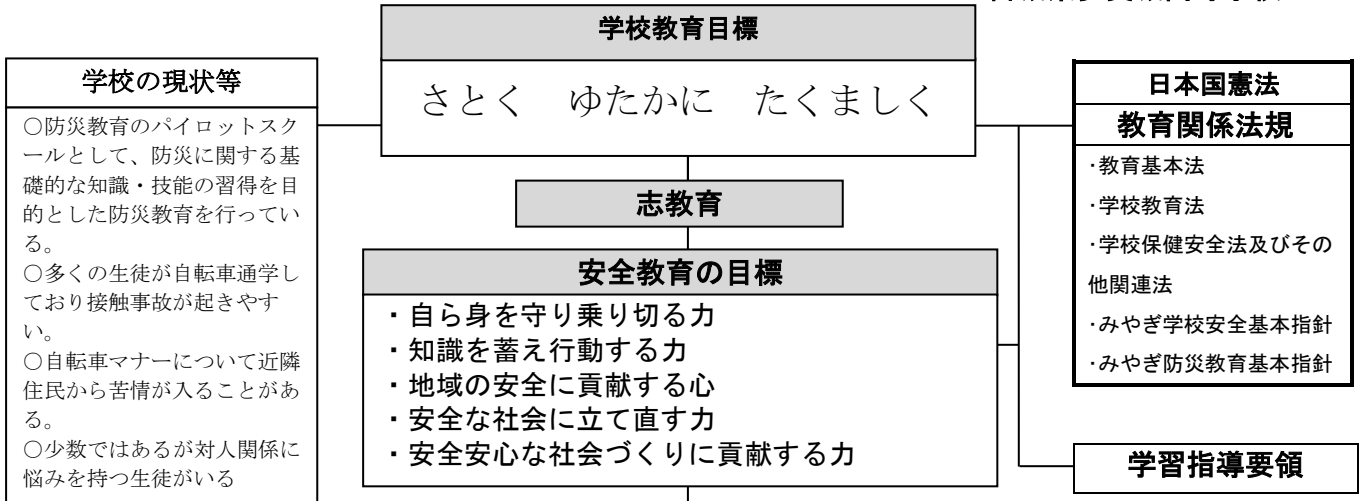 学校教育目標
さとく　ゆたかに　たくましく
学校の現状等
○防災教育のパイロットスク
ールとして、防災に関する基
礎的な知識・技能の習得を目
的とした防災教育を行ってい
る。
○多くの生徒が自転車通学し
ており接触事故が起きやす
い。
○自転車マナーについて近隣
住民から苦情が入ることがあ
る。
○少数ではあるが対人関係に
悩みを持つ生徒がいる
志教育
安全教育の目標
・自ら身を守り乗り切る力
・知識を蓄え行動する力
・地域の安全に貢献する心
・安全な社会に立て直す力
・安全安心な社会づくりに貢献する力
日本国憲法
教育関係法規
・教育基本法
・学校教育法
・学校保健安全法及びその
他関連法
・みやぎ学校安全基本指針
・みやぎ防災教育基本指針
学習指導要領